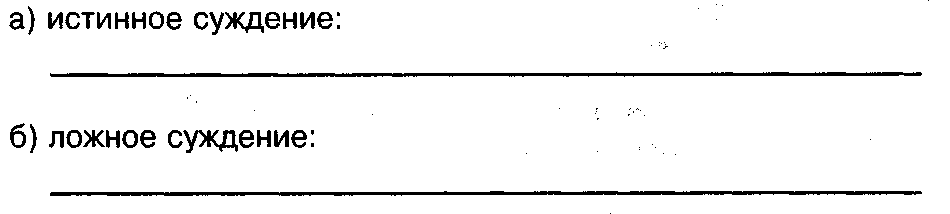 а) истинное суждение:
б) ложное суждение: